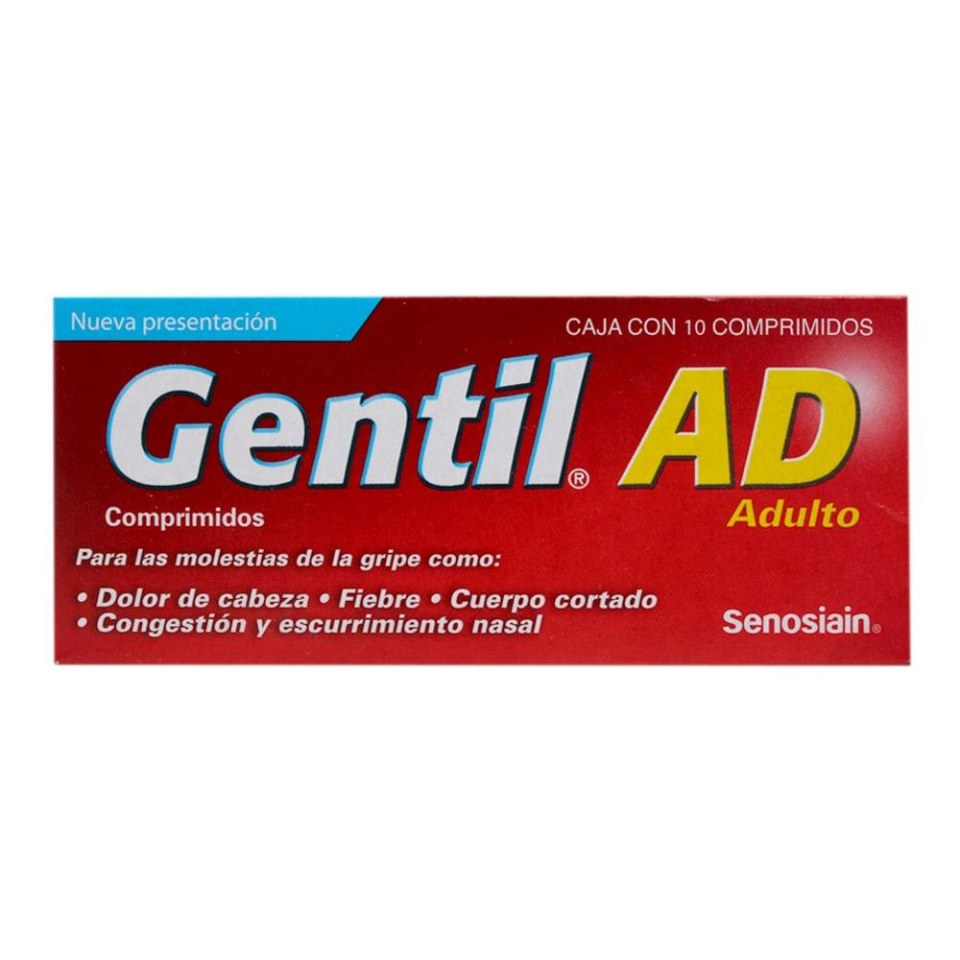 Nueva presentación
CAJA CON 10 COMPRIMIDOS
Gentil® AD
Comprimidos
Adulto
Para las molestias de la gripe como:
• Dolor de cabeza • Fiebre • Cuerpo cortado
• Congestión y escurrimiento nasal
Senosiain®